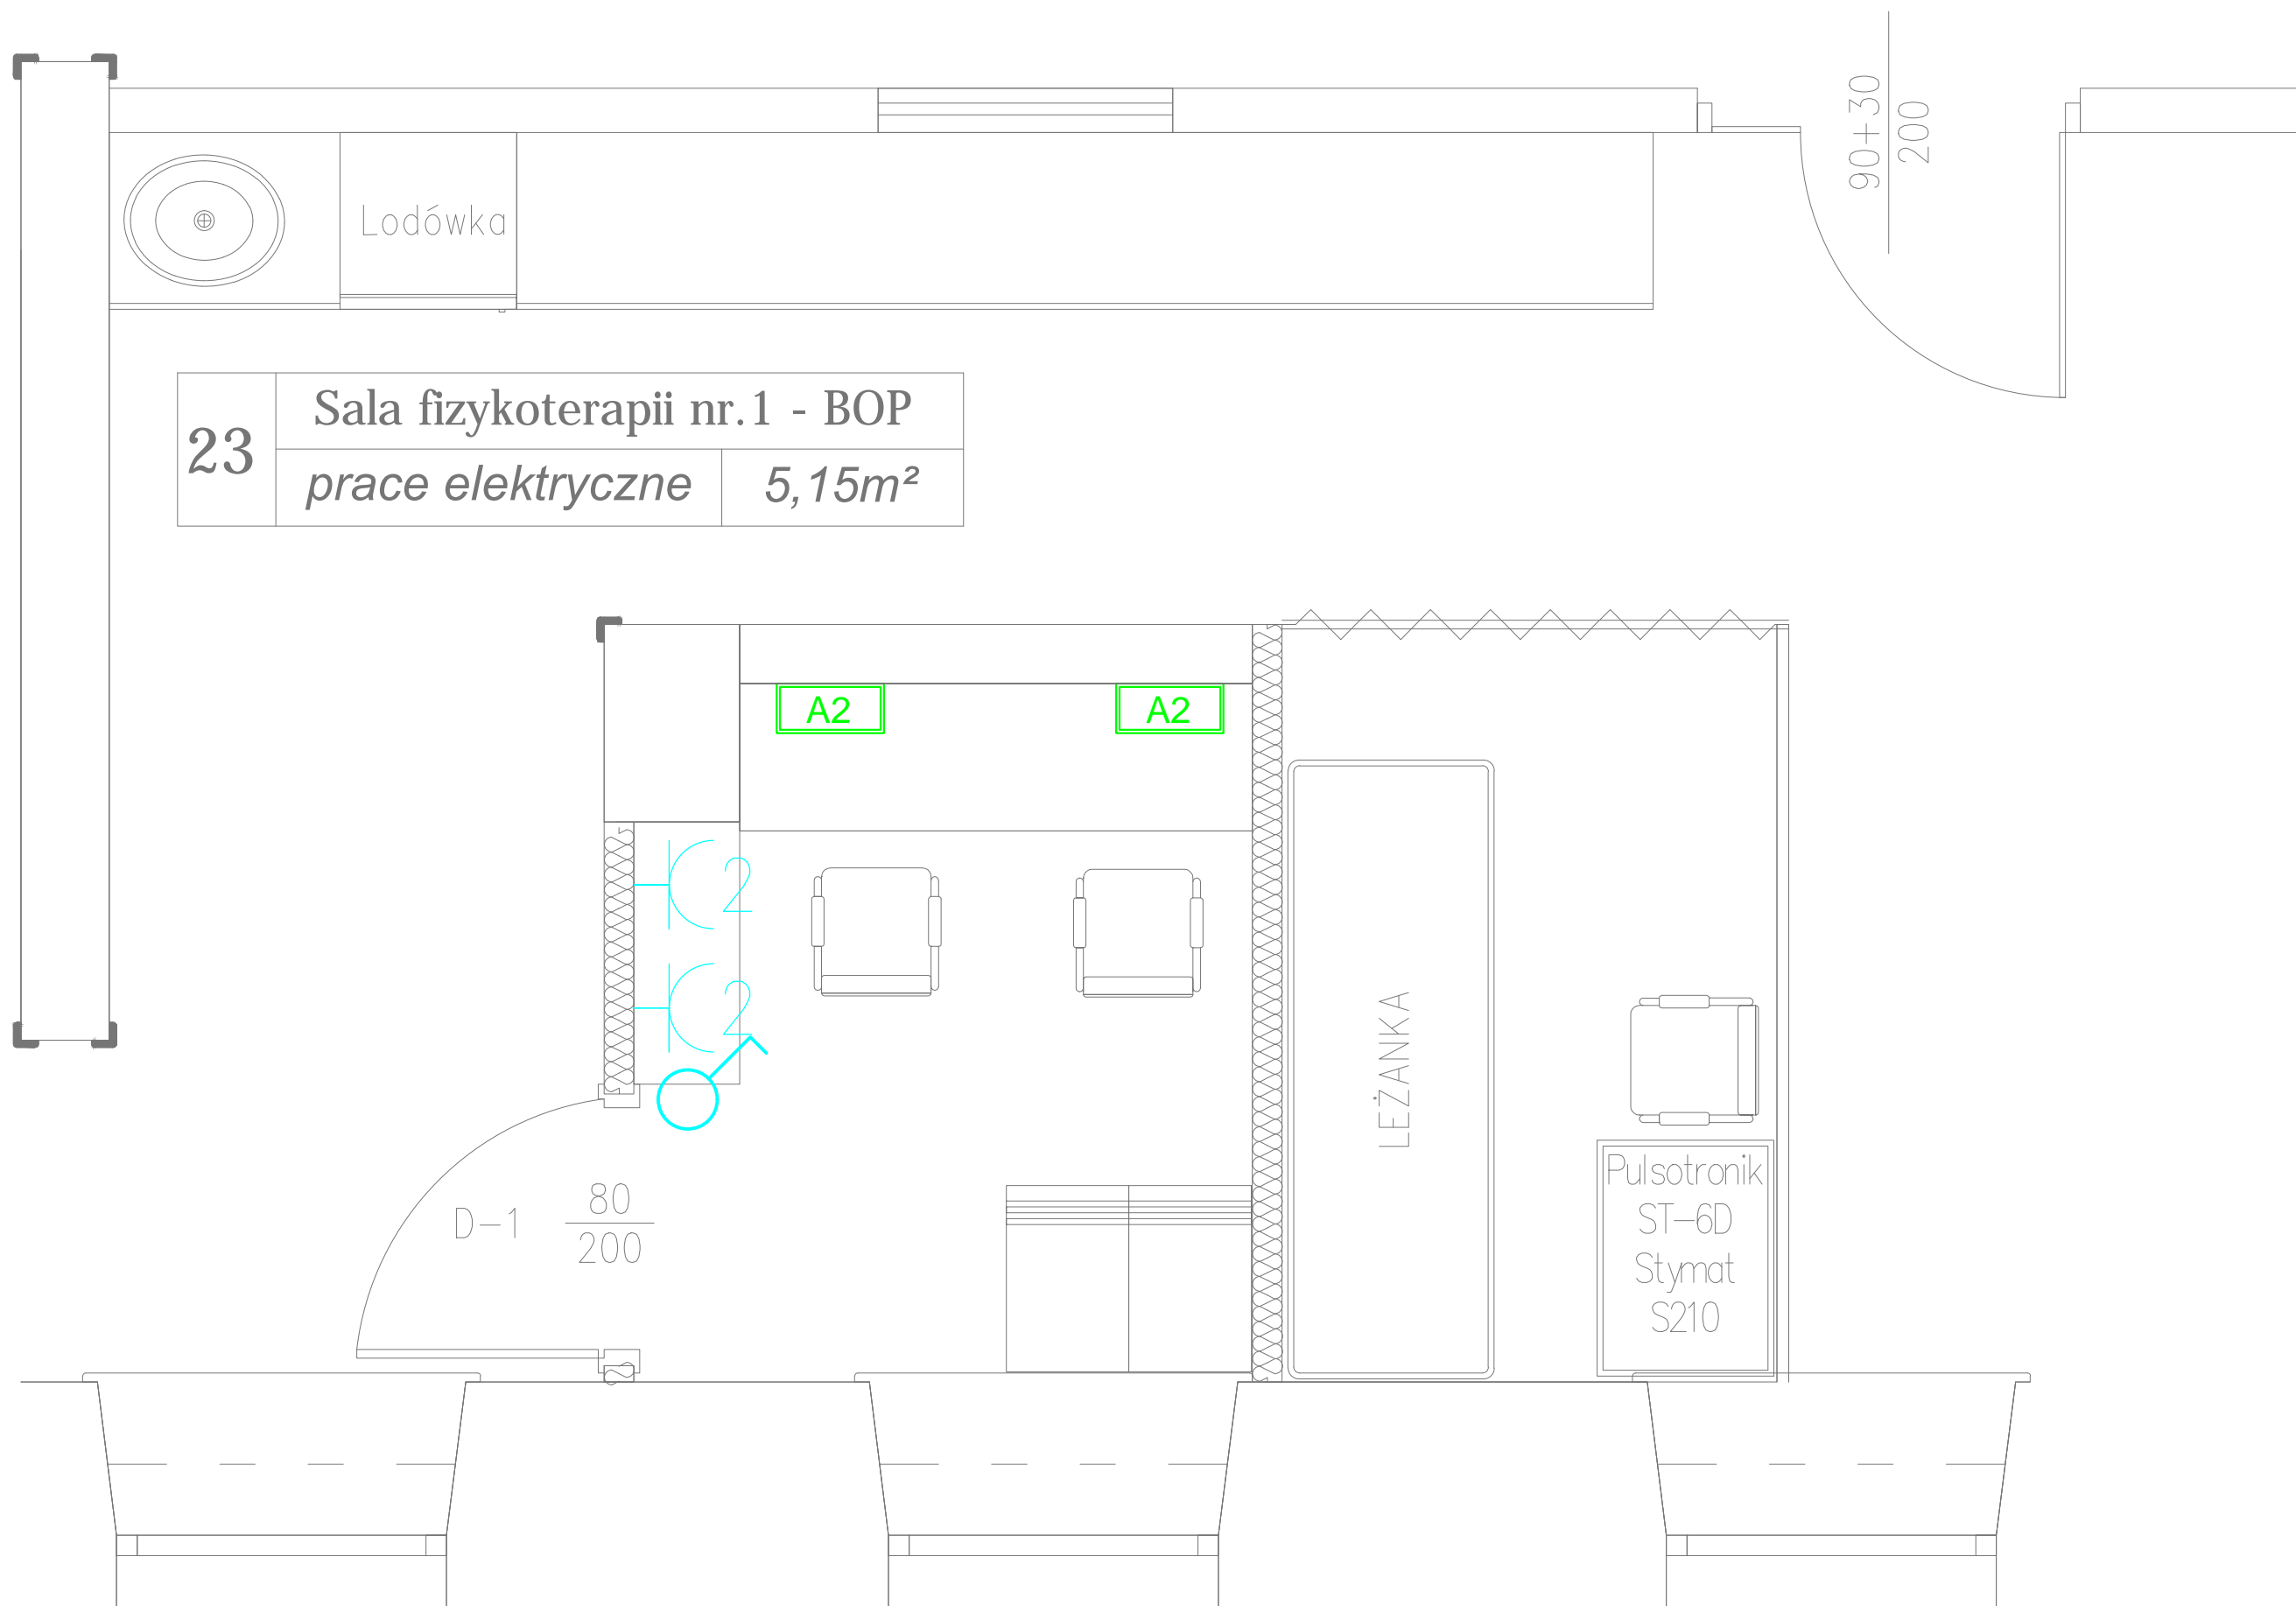 90+30
200
Lodówka
23
Sala fizykoterapii nr.1 - BOP
prace elektryczne
5,15m²
A2
A2
2
2
LEŻANKA
Pulsotronik
ST-6D
Stymat
S210
D-1
80
200